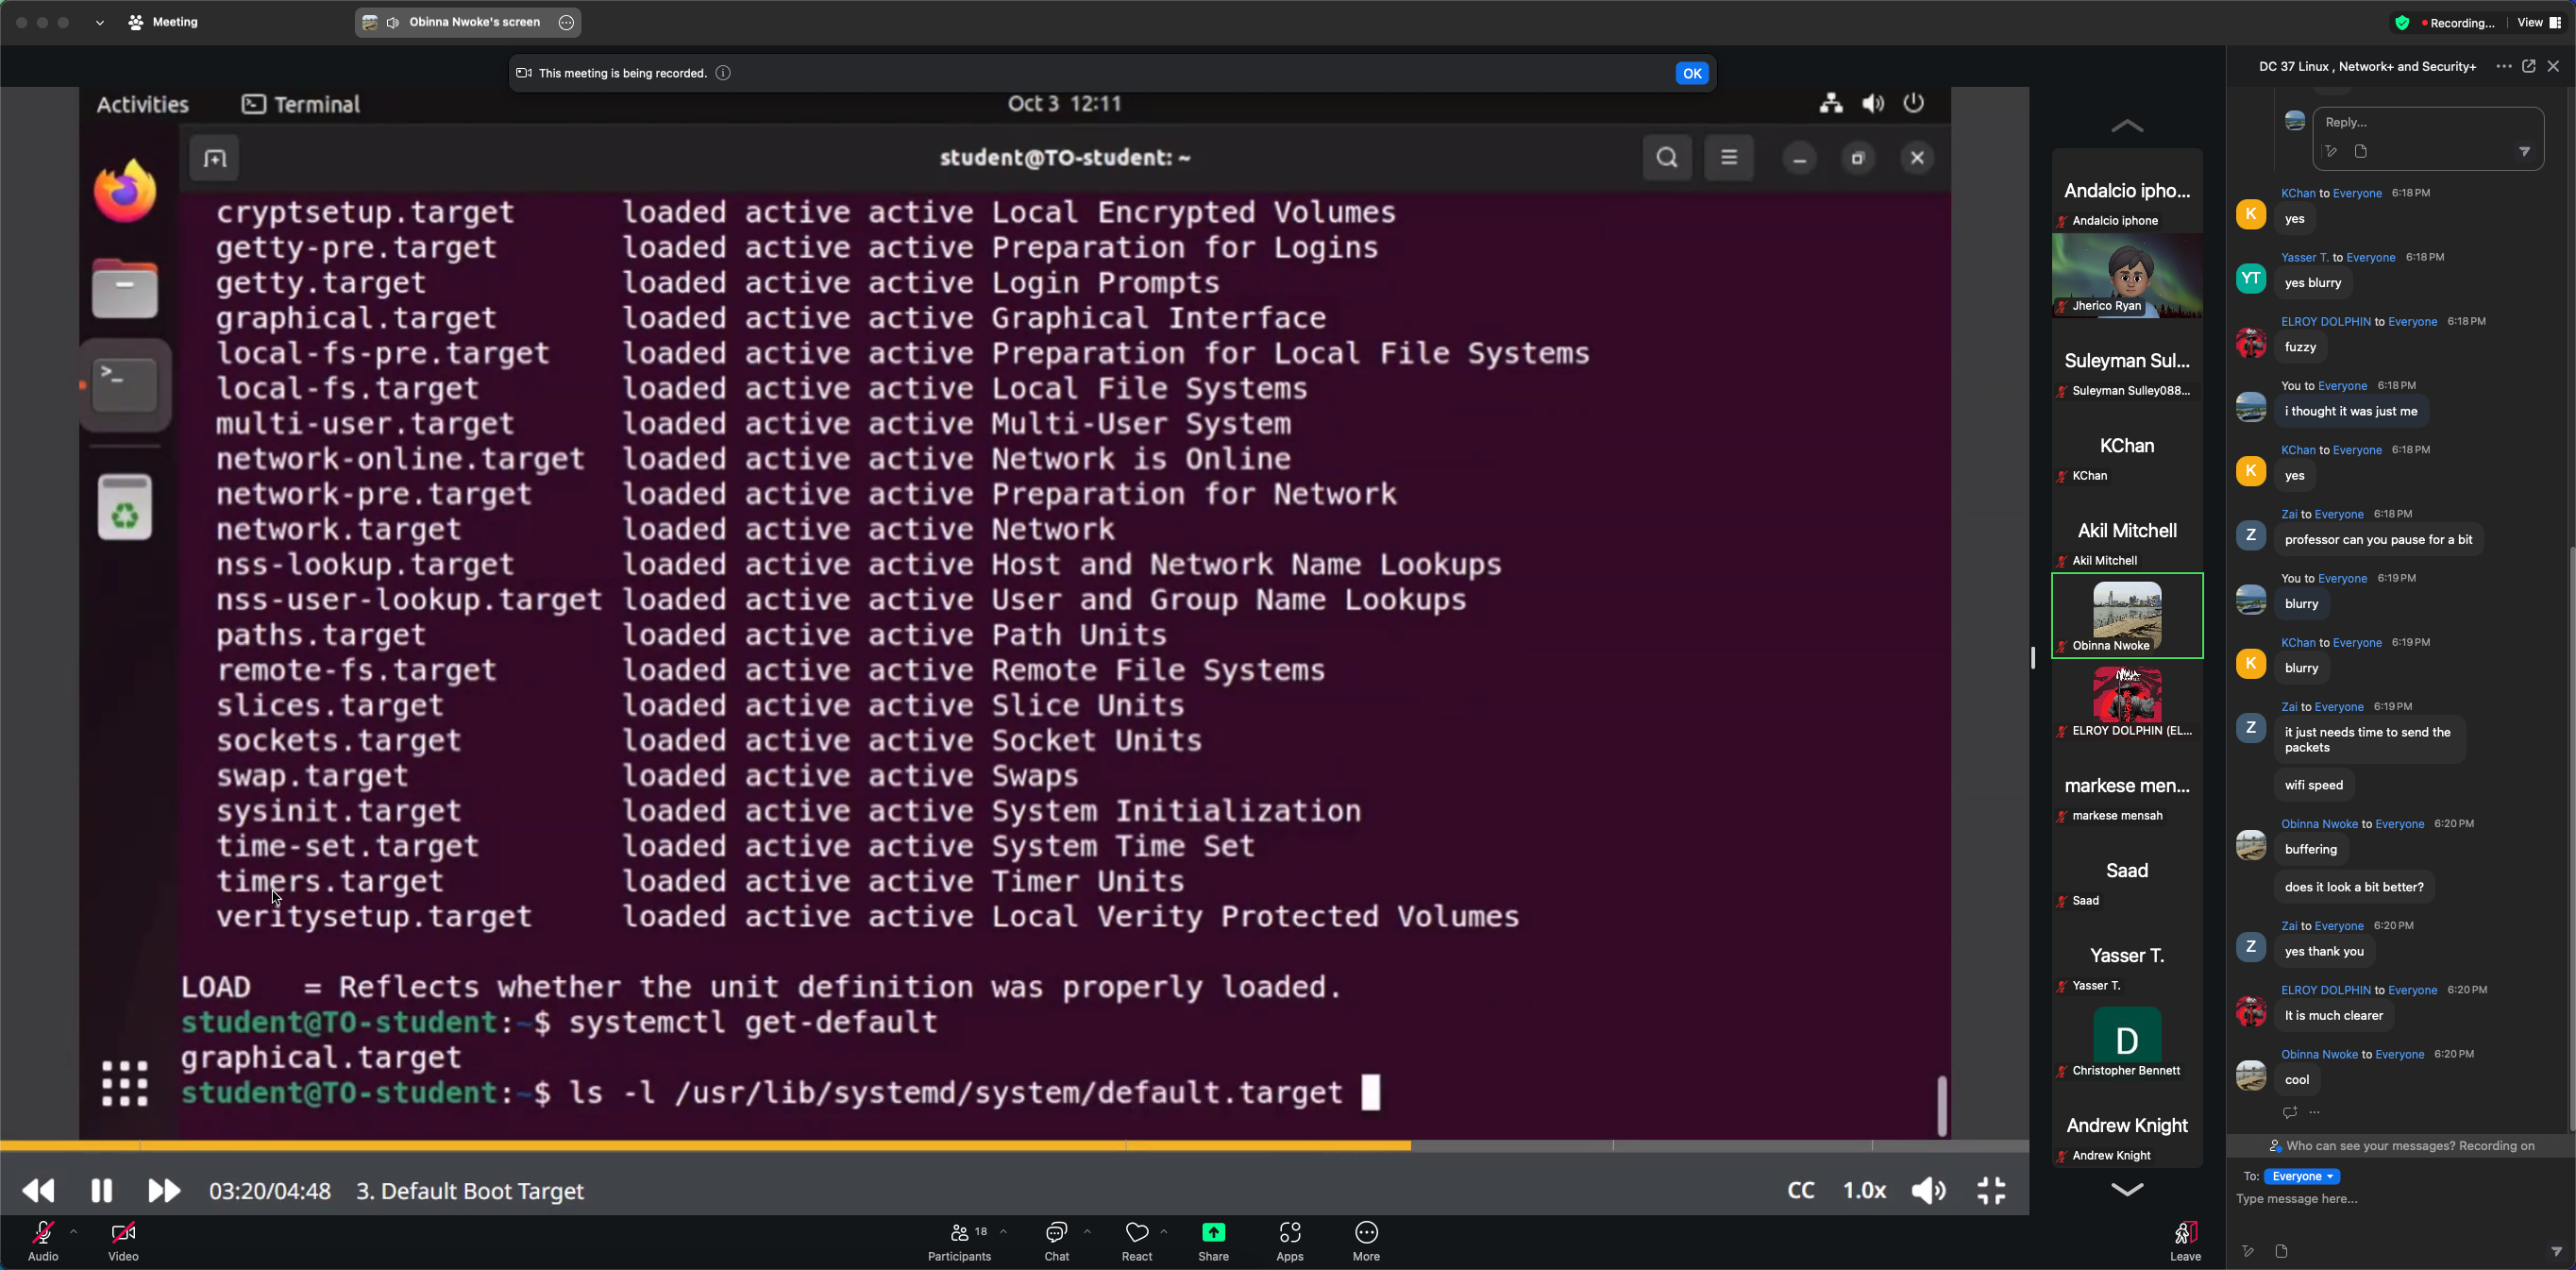 Meeting
Obinna Nwoke's screen
Recording...
View
This meeting is being recorded.
OK
DC 37 Linux , Network+ and Security+
Activities
Terminal
Oct 3 12:11
student@TO-student: ~
cryptsetup.target loaded active active Local Encrypted Volumes
getty-pre.target loaded active active Preparation for Logins
getty.target loaded active active Login Prompts
graphical.target loaded active active Graphical Interface
local-fs-pre.target loaded active active Preparation for Local File Systems
local-fs.target loaded active active Local File Systems
multi-user.target loaded active active Multi-User System
network-online.target loaded active active Network is Online
network-pre.target loaded active active Preparation for Network
network.target loaded active active Network
nss-lookup.target loaded active active Host and Network Name Lookups
nss-user-lookup.target loaded active active User and Group Name Lookups
paths.target loaded active active Path Units
remote-fs.target loaded active active Remote File Systems
slices.target loaded active active Slice Units
sockets.target loaded active active Socket Units
swap.target loaded active active Swaps
sysinit.target loaded active active System Initialization
time-set.target loaded active active System Time Set
timers.target loaded active active Timer Units
veritysetup.target loaded active active Local Verity Protected Volumes
LOAD = Reflects whether the unit definition was properly loaded.
student@TO-student:~$ systemctl get-default
graphical.target
student@TO-student:~$ ls -l /usr/lib/systemd/system/default.target
03:20/04:48 3. Default Boot Target
CC
1.0x
Andalcio ipho...
Andalcio iphone
Jherico Ryan
Suleyman Sul...
Suleyman Sulley088...
KChan
KChan
Akil Mitchell
Akil Mitchell
Obinna Nwoke
ELROY DOLPHIN (EL...
markese men...
markese mensah
Saad
Saad
Yasser T.
Yasser T.
D
Christopher Bennett
Andrew Knight
Andrew Knight
Reply...
KChan to Everyone 6:18 PM
K
yes
Yasser T. to Everyone 6:18 PM
YT
yes blurry
ELROY DOLPHIN to Everyone 6:18 PM
fuzzy
You to Everyone 6:18 PM
i thought it was just me
KChan to Everyone 6:18 PM
K
yes
Zai to Everyone 6:18 PM
Z
professor can you pause for a bit
You to Everyone 6:19 PM
blurry
KChan to Everyone 6:19 PM
K
blurry
Zai to Everyone 6:19 PM
Z
it just needs time to send the
packets
wifi speed
Obinna Nwoke to Everyone 6:20 PM
buffering
does it look a bit better?
Zai to Everyone 6:20 PM
Z
yes thank you
ELROY DOLPHIN to Everyone 6:20 PM
It is much clearer
Obinna Nwoke to Everyone 6:20 PM
cool
Who can see your messages? Recording on
To: Everyone
Type message here...
Audio
Video
18
Participants
Chat
React
Share
Apps
More
Leave